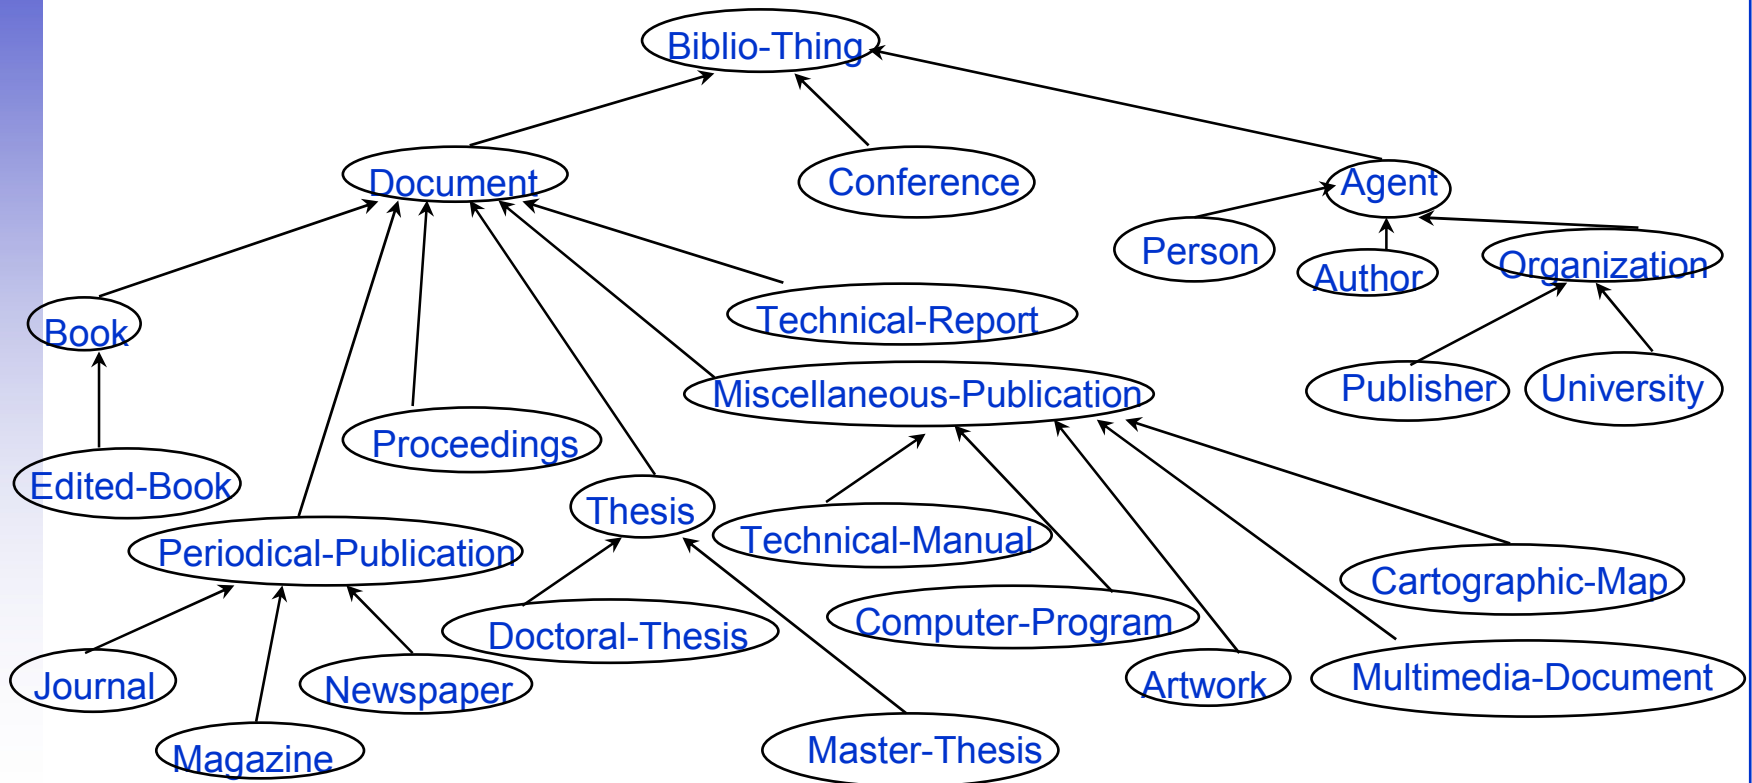 Biblio-Thing
Document
Conference
Agent
Person
Author
Organization
Book
Technical-Report
Miscellaneous-Publication
Publisher
University
Proceedings
Edited-Book
Thesis
Technical-Manual
Periodical-Publication
Cartographic-Map
Doctoral-Thesis
Computer-Program
Journal
Newspaper
Artwork
Multimedia-Document
Magazine
Master-Thesis